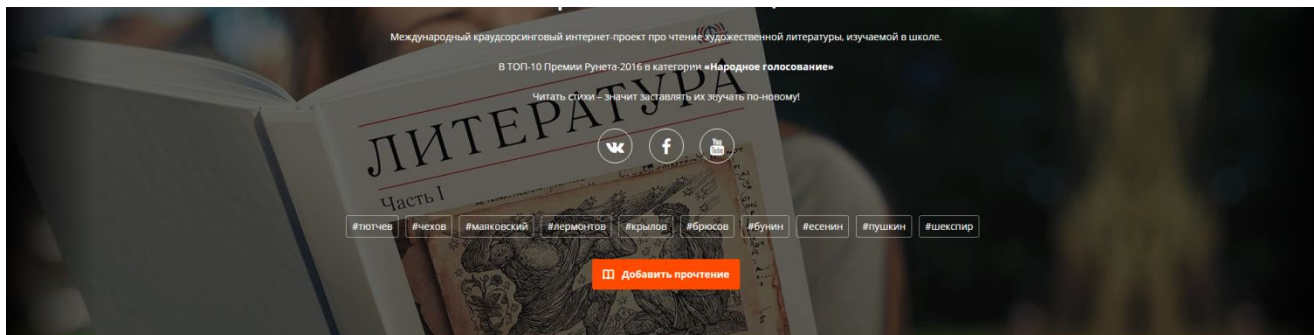 Международный краудсорсинговый интернет-проект про чтение художественной литературы, изучаемой в школе.
В ТОП-10 Премии Рунета-2016 в категории «Народное голосование»
Читать стихи – значит заставлять их звучать по-новому!
ЛИТЕРАТУРА
You
Tube
Часть I
#тютчев #чехов #маяковский #лермонтов #крылов #брюсов #бунин #есенин #пушкин #шекспир
Добавить прочтение